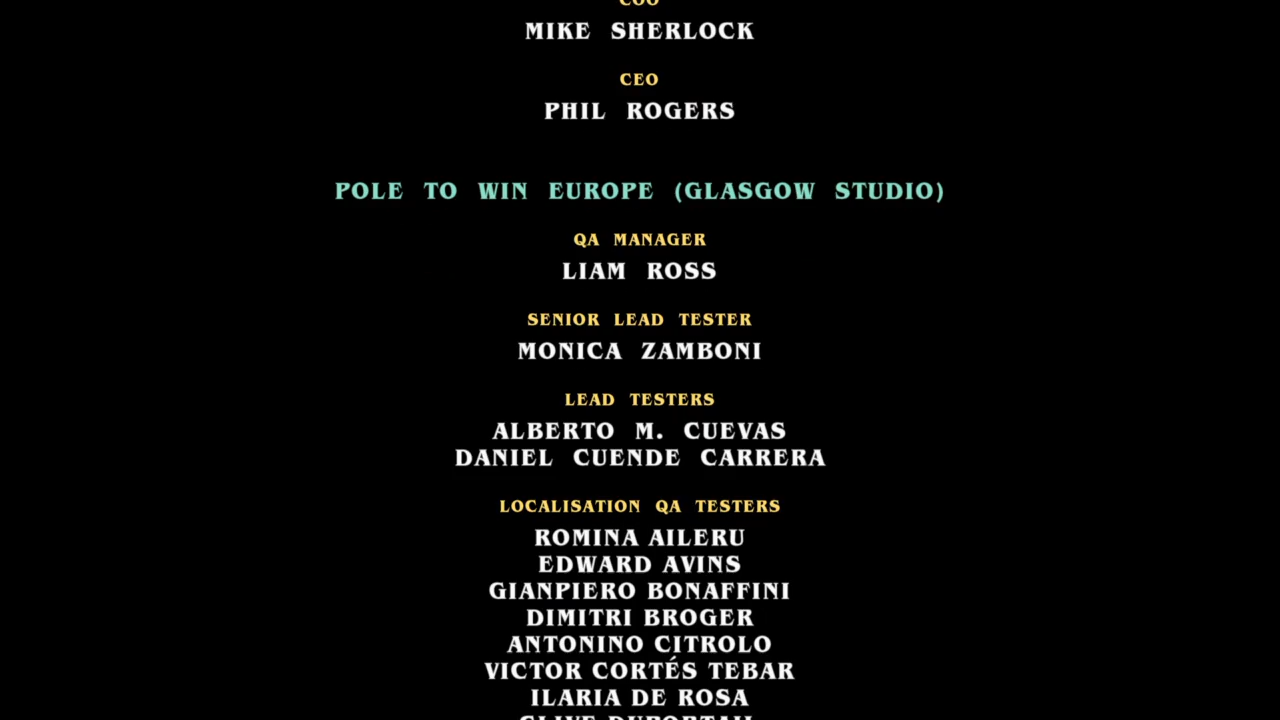 COO
MIKE SHERLOCK
CEO
PHIL ROGERS
POLE TO WIN EUROPE (GLASGOW STUDIO)
QA MANAGER
LIAM ROSS
SENIOR LEAD TESTER
MONICA ZAMBONI
LEAD TESTERS
ALBERTO M. CUEVAS
DANIEL CUENDE CARRERA
LOCALISATION QA TESTERS
ROMINA AILERU
EDWARD AVINS
GIANPIERO BONAFFINI
DIMITRI BROGER
ANTONINO CITROLO
VICTOR CORTÉS TEBAR
ILARIA DE ROSA